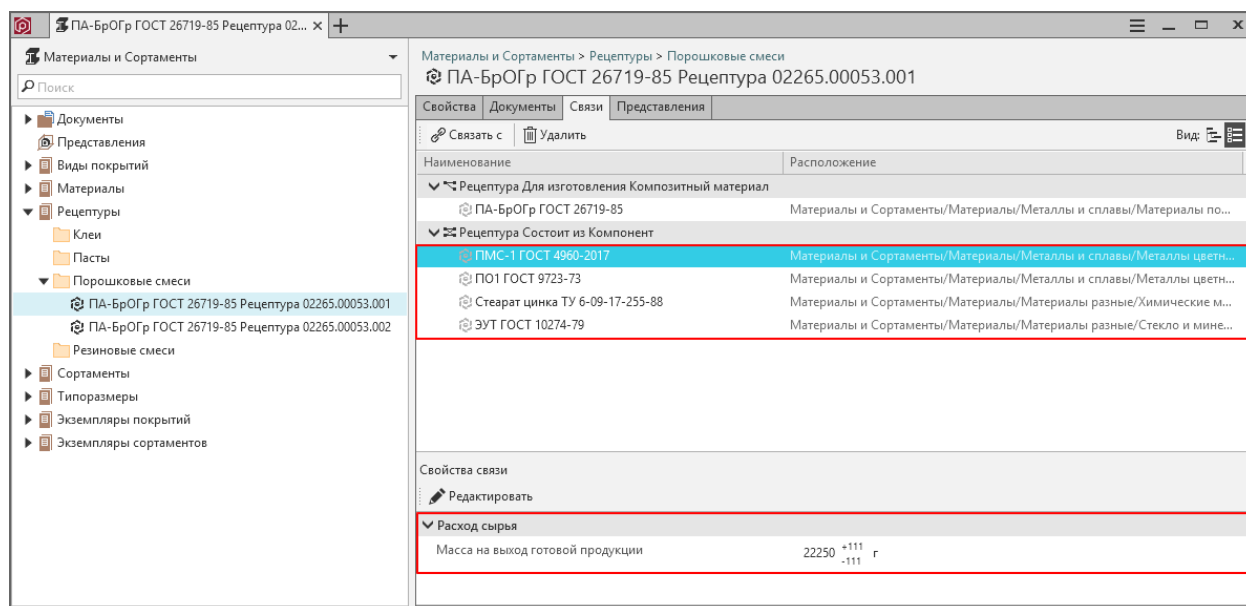 ПА-БрОГр ГОСТ 26719-85 Рецептура 02...
Материалы и Сортаменты
Поиск
Документы
Представления
Виды покрытий
Материалы
Рецептуры
Клеи
Пасты
Порошковые смеси
ПА-БрОГр ГОСТ 26719-85 Рецептура 02265.00053.001
ПА-БрОГр ГОСТ 26719-85 Рецептура 02265.00053.002
Резиновые смеси
Сортаменты
Типоразмеры
Экземпляры покрытий
Экземпляры сортаментов
Материалы и Сортаменты > Рецептуры > Порошковые смеси
ПА-БрОГр ГОСТ 26719-85 Рецептура 02265.00053.001
Свойства Документы Связи Представления
Связать с Удалить Вид:
Наименование Расположение
Рецептура Для изготовления Композитный материал
ПА-БрОГр ГОСТ 26719-85 Материалы и Сортаменты/Материалы/Металлы и сплавы/Материалы по...
Рецептура Состоит из Компонент
ПМС-1 ГОСТ 4960-2017 Материалы и Сортаменты/Материалы/Металлы и сплавы/Металлы цветн...
ПО1 ГОСТ 9723-73 Материалы и Сортаменты/Материалы/Металлы и сплавы/Металлы цветн...
Стеарат цинка ТУ 6-09-17-255-88 Материалы и Сортаменты/Материалы/Материалы разные/Химические м...
ЭУТ ГОСТ 10274-79 Материалы и Сортаменты/Материалы/Материалы разные/Стекло и мине...
Свойства связи
Редактировать
Расход сырья
Масса на выход готовой продукции 22250 +111 -111 г